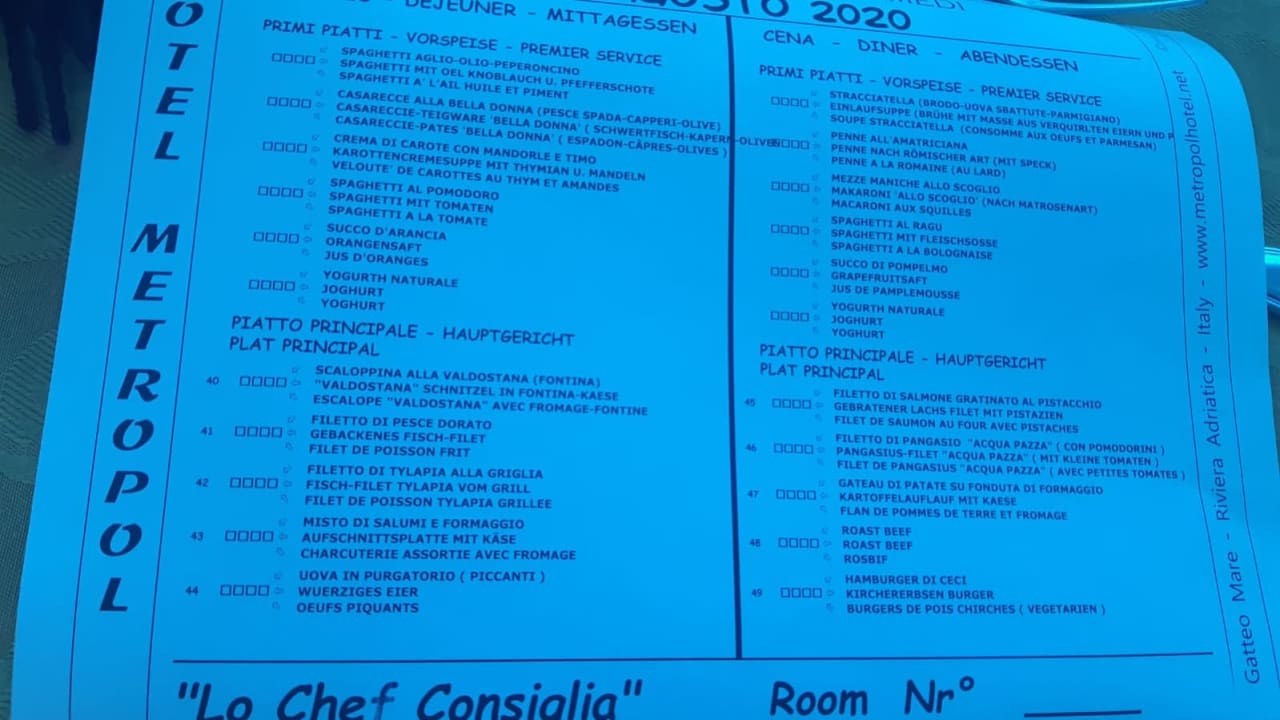 OTEL METROPOL
DEJEUNER - MITTAGESSEN
PRIMI PIATTI - VORSPEISE - PREMIER SERVICE
SPAGHETTI AGLIO-OLIO-PEPERONCINO
SPAGHETTI MIT OEL KNOBLAUCH U. PFEFFERSCHOTE
SPAGHETTI A' L'AIL HUILE ET PIMENT
CASARECCE ALLA BELLA DONNA (PESCE SPADA-CAPPERI-OLIVE)
CASARECCIE-TEIGWARE 'BELLA DONNA' ( SCHWERTFISCH-KAPERN-OLIVEN
CASARECCIE-PATES 'BELLA DONNA' ( ESPADON-CÂPRES-OLIVES )
CREMA DI CAROTE CON MANDORLE E TIMO
KAROTTENCREMESUPPE MIT THYMIAN U. MANDELN
VELOUTE' DE CAROTTES AU THYM ET AMANDES
SPAGHETTI AL POMODORO
SPAGHETTI MIT TOMATEN
SPAGHETTI A LA TOMATE
SUCCO D'ARANCIA
ORANGENSAFT
JUS D'ORANGES
YOGURTH NATURALE
JOGHURT
YOGHURT
PIATTO PRINCIPALE - HAUPTGERICHT
PLAT PRINCIPAL
40 SCALOPPINA ALLA VALDOSTANA (FONTINA)
"VALDOSTANA" SCHNITZEL IN FONTINA-KAESE
ESCALOPE "VALDOSTANA" AVEC FROMAGE-FONTINE
41 FILETTO DI PESCE DORATO
GEBACKENES FISCH-FILET
FILET DE POISSON FRIT
42 FILETTO DI TYLAPIA ALLA GRIGLIA
FISCH-FILET TYLAPIA VOM GRILL
FILET DE POISSON TYLAPIA GRILLEE
43 MISTO DI SALUMI E FORMAGGIO
AUFSCHNITTSPLATTE MIT KÄSE
CHARCUTERIE ASSORTIE AVEC FROMAGE
44 UOVA IN PURGATORIO ( PICCANTI )
WUERZIGES EIER
OEUFS PIQUANTS
2020
CENA - DINER - ABENDESSEN
PRIMI PIATTI - VORSPEISE - PREMIER SERVICE
STRACCIATELLA (BRODO-UOVA SBATTUTE-PARMIGIANO)
EINLAUFSUPPE (BRÜHE MIT MASSE AUS VERQUIRLTEN EIERN UND P
SOUPE STRACCIATELLA (CONSOMME AUX OEUFS ET PARMESAN)
PENNE ALL'AMATRICIANA
PENNE NACH RÖMISCHER ART (MIT SPECK)
PENNE A LA ROMAINE (AU LARD)
MEZZE MANICHE ALLO SCOGLIO
MAKARONI 'ALLO SCOGLIO' (NACH MATROSENART)
MACARONI AUX SQUILLES
SPAGHETTI AL RAGU
SPAGHETTI MIT FLEISCHSOSSE
SPAGHETTI A LA BOLOGNAISE
SUCCO DI POMPELMO
GRAPEFRUITSAFT
JUS DE PAMPLEMOUSSE
YOGURTH NATURALE
JOGHURT
YOGHURT
PIATTO PRINCIPALE - HAUPTGERICHT
PLAT PRINCIPAL
45 FILETTO DI SALMONE GRATINATO AL PISTACCHIO
GEBRATENER LACHS FILET MIT PISTAZIEN
FILET DE SAUMON AU FOUR AVEC PISTACHES
46 FILETTO DI PANGASIO "ACQUA PAZZA" ( CON POMODORINI )
PANGASIUS-FILET "ACQUA PAZZA" ( MIT KLEINE TOMATEN )
FILET DE PANGASIUS "ACQUA PAZZA" ( AVEC PETITES TOMATES )
47 GATEAU DI PATATE SU FONDUTA DI FORMAGGIO
KARTOFFELAUFLAUF MIT KAESE
FLAN DE POMMES DE TERRE ET FROMAGE
48 ROAST BEEF
ROAST BEEF
ROSBIF
49 HAMBURGER DI CECI
KIRCHERERBSEN BURGER
BURGERS DE POIS CHIRCHES ( VEGETARIEN )
"Lo Chef Consiglia"
Room Nr°
Gatteo Mare - Riviera Adriatica - Italy - www.metropolhotel.net